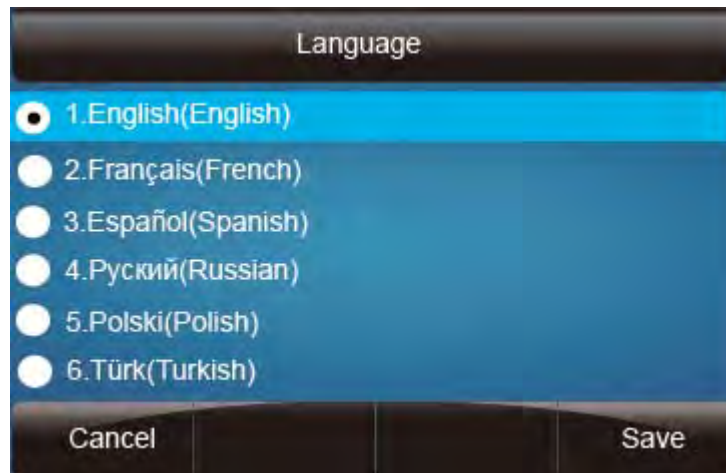 Language
1.English(English)
2.Français(French)
3.Español(Spanish)
4.Руский(Russian)
5.Polski(Polish)
6.Türk(Turkish)
Cancel
Save